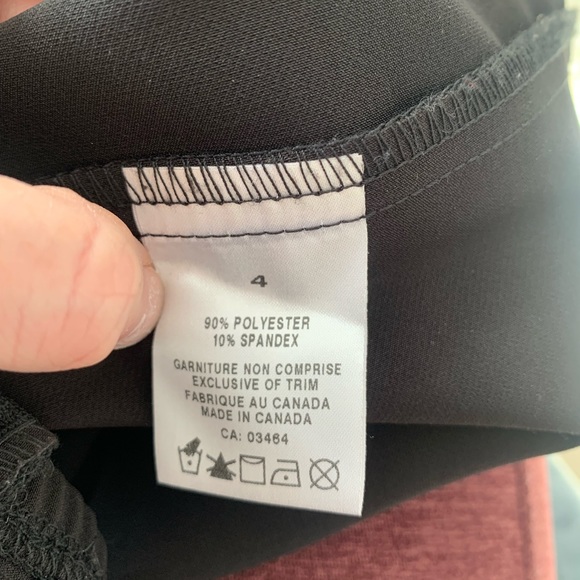 4
90% POLYESTER
10% SPANDEX
GARNITURE NON COMPRISE
EXCLUSIVE OF TRIM
FABRIQUE AU CANADA
MADE IN CANADA
CA: 03464